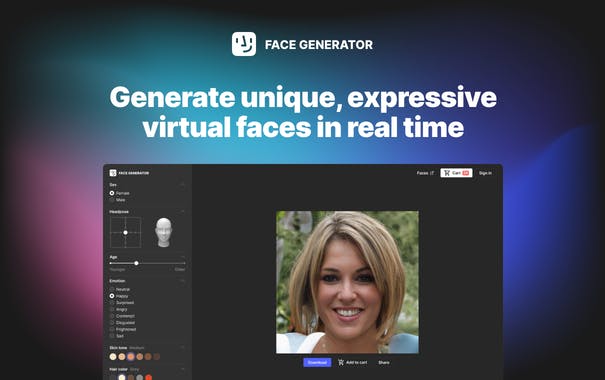 FACE GENERATOR
Generate unique, expressive
virtual faces in real time
FACE GENERATOR
Faces
Cart
Sign in
Sex
Female
Male
Headpose
Age
Younger
Older
Emotion
Neutral
Happy
Surprised
Angry
Contempt
Disgusted
Frightened
Sad
Skin tone Medium
Hair color Grey
Download
Add to cart
Share